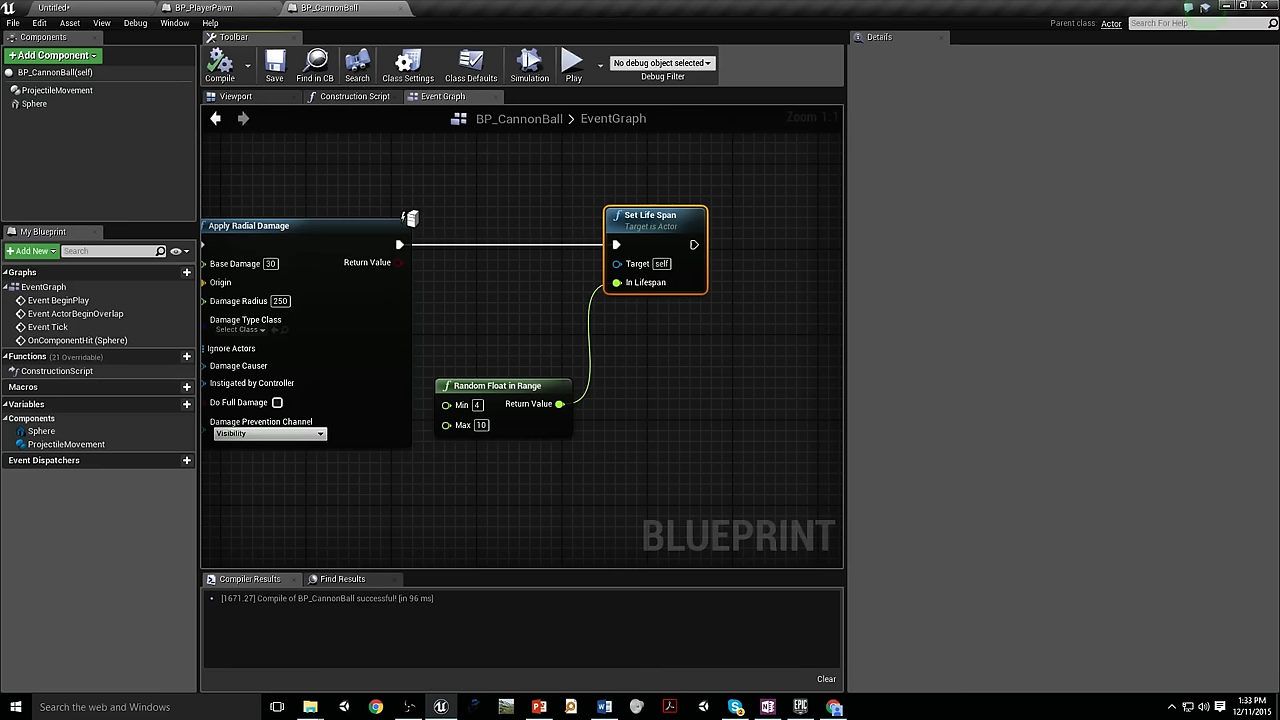 Untitled*
BP_PlayerPawn
BP_CannonBall
File Edit Asset View Debug Window Help
Parent class: Actor
Search For Help
Components
Toolbar
Details
+Add Component
BP_CannonBall(self)
ProjectileMovement
Sphere
Compile
Save
Find in CB
Search
Class Settings
Class Defaults
Simulation
Play
No debug object selected
Debug Filter
Viewport
Construction Script
Event Graph
BP_CannonBall > EventGraph
Zoom 1:1
Apply Radial Damage
Base Damage 30
Return Value
Origin
Damage Radius 250
Damage Type Class
Select Class
Ignore Actors
Damage Causer
Instigated by Controller
Do Full Damage
Damage Prevention Channel
Visibility
Set Life Span
Target is Actor
Target self
In Lifespan
Random Float in Range
Min 4
Return Value
Max 10
BLUEPRINT
My Blueprint
+Add New
Search
Graphs
EventGraph
Event BeginPlay
Event ActorBeginOverlap
Event Tick
OnComponentHit (Sphere)
Functions (21 Overridable)
ConstructionScript
Macros
Variables
Components
Sphere
ProjectileMovement
Event Dispatchers
Compiler Results
Find Results
[1671.27] Compile of BP_CannonBall successful! [in 96 ms]
Clear
Search the web and Windows
1:33 PM
12/11/2015